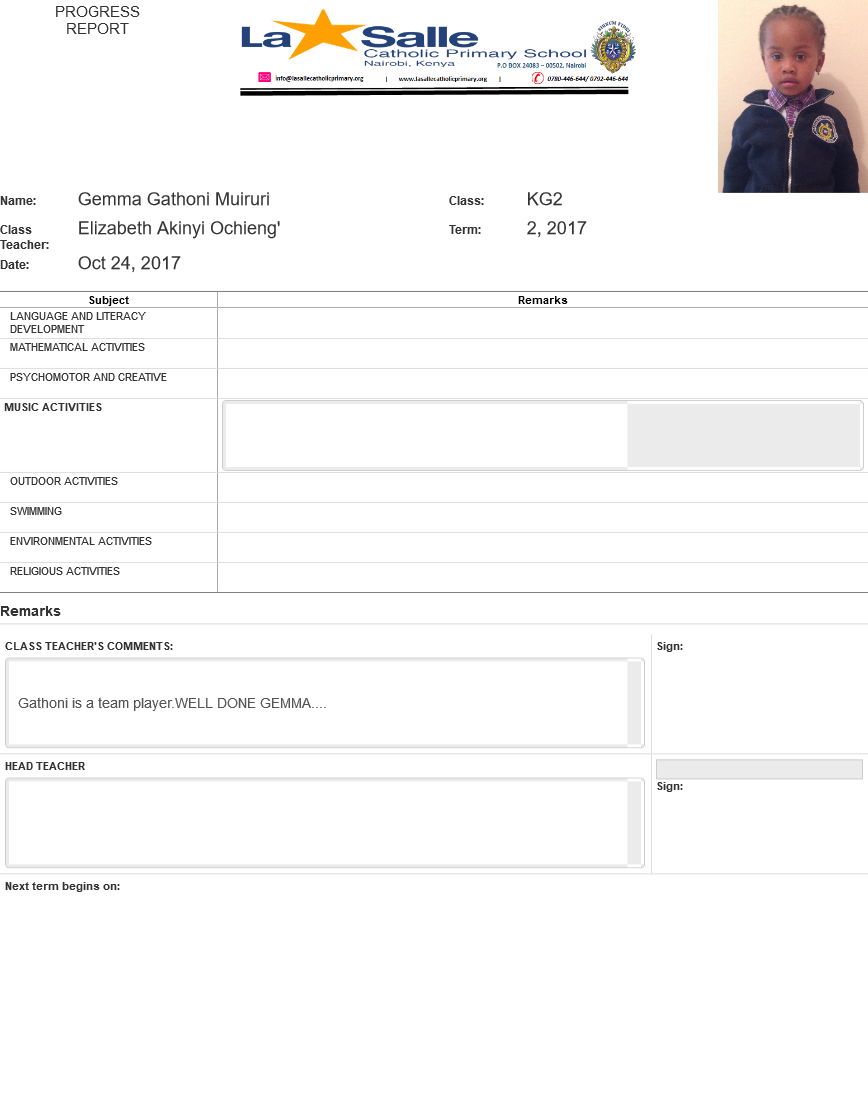 PROGRESS
REPORT
La Salle
Catholic Primary School
Nairobi, Kenya
P.O BOX 24083 – 00502, Nairobi
info@lasallecatholicprimary.org | www.lasallecatholicprimary.org | 0780-446-644/ 0792-446-644
Name: Gemma Gathoni Muiruri Class: KG2
Class Teacher: Elizabeth Akinyi Ochieng' Term: 2, 2017
Date: Oct 24, 2017
Subject Remarks
LANGUAGE AND LITERACY
DEVELOPMENT
MATHEMATICAL ACTIVITIES
PSYCHOMOTOR AND CREATIVE
MUSIC ACTIVITIES
OUTDOOR ACTIVITIES
SWIMMING
ENVIRONMENTAL ACTIVITIES
RELIGIOUS ACTIVITIES
Remarks
CLASS TEACHER'S COMMENTS: Sign:
Gathoni is a team player.WELL DONE GEMMA....
HEAD TEACHER
Sign:
Next term begins on: